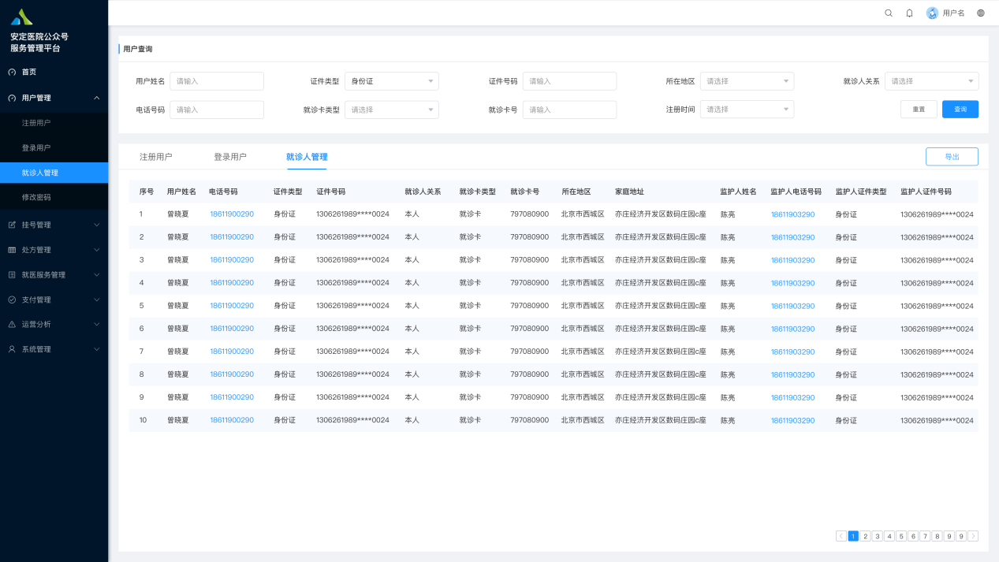 用户名
安定医院公众号
服务管理平台
首页
用户管理
注册用户
登录用户
就诊人管理
修改密码
挂号管理
处方管理
就医服务管理
支付管理
运营分析
系统管理
用户查询
用户姓名 请输入 证件类型 身份证 证件号码 请输入 所在地区 请选择 就诊人关系 请选择
电话号码 请输入 就诊卡类型 请选择 就诊卡号 请输入 注册时间 请选择 重置 查询
注册用户 登录用户 就诊人管理 导出
序号 用户姓名 电话号码 证件类型 证件号码 就诊人关系 就诊卡类型 就诊卡号 所在地区 家庭地址 监护人姓名 监护人电话号码 监护人证件类型 监护人证件号码
1 曾晓夏 18611900290 身份证 1306261989****0024 本人 就诊卡 797080900 北京市西城区 亦庄经济开发区数码庄园c座 陈亮 18611903290 身份证 1306261989****0024
2 曾晓夏 18611900290 身份证 1306261989****0024 本人 就诊卡 797080900 北京市西城区 亦庄经济开发区数码庄园c座 陈亮 18611903290 身份证 1306261989****0024
3 曾晓夏 18611900290 身份证 1306261989****0024 本人 就诊卡 797080900 北京市西城区 亦庄经济开发区数码庄园c座 陈亮 18611903290 身份证 1306261989****0024
4 曾晓夏 18611900290 身份证 1306261989****0024 本人 就诊卡 797080900 北京市西城区 亦庄经济开发区数码庄园c座 陈亮 18611903290 身份证 1306261989****0024
5 曾晓夏 18611900290 身份证 1306261989****0024 本人 就诊卡 797080900 北京市西城区 亦庄经济开发区数码庄园c座 陈亮 18611903290 身份证 1306261989****0024
6 曾晓夏 18611900290 身份证 1306261989****0024 本人 就诊卡 797080900 北京市西城区 亦庄经济开发区数码庄园c座 陈亮 18611903290 身份证 1306261989****0024
7 曾晓夏 18611900290 身份证 1306261989****0024 本人 就诊卡 797080900 北京市西城区 亦庄经济开发区数码庄园c座 陈亮 18611903290 身份证 1306261989****0024
8 曾晓夏 18611900290 身份证 1306261989****0024 本人 就诊卡 797080900 北京市西城区 亦庄经济开发区数码庄园c座 陈亮 18611903290 身份证 1306261989****0024
9 曾晓夏 18611900290 身份证 1306261989****0024 本人 就诊卡 797080900 北京市西城区 亦庄经济开发区数码庄园c座 陈亮 18611903290 身份证 1306261989****0024
10 曾晓夏 18611900290 身份证 1306261989****0024 本人 就诊卡 797080900 北京市西城区 亦庄经济开发区数码庄园c座 陈亮 18611903290 身份证 1306261989****0024
1 2 3 4 5 6 7 8 9 9